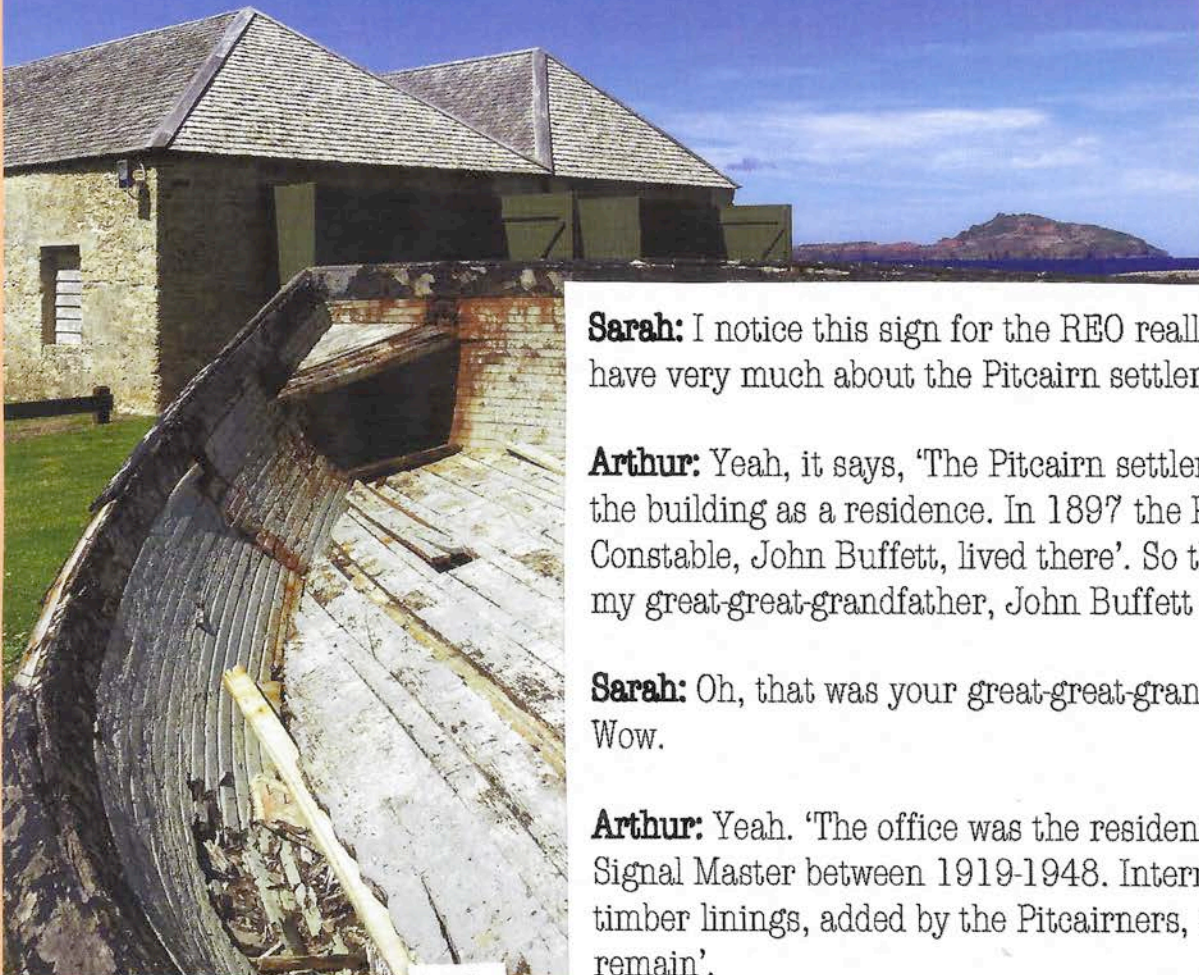 Sarah: I notice this sign for the REO reall
have very much about the Pitcairn settler
Arthur: Yeah, it says, ‘The Pitcairn settler
the building as a residence. In 1897 the
Constable, John Buffett, lived there’. So
my great-great-grandfather, John Buffett
Sarah: Oh, that was your great-great-gran
Wow.
Arthur: Yeah. ‘The office was the residen
Signal Master between 1919-1948. Intern
timber linings, added by the Pitcairners,
remain’.